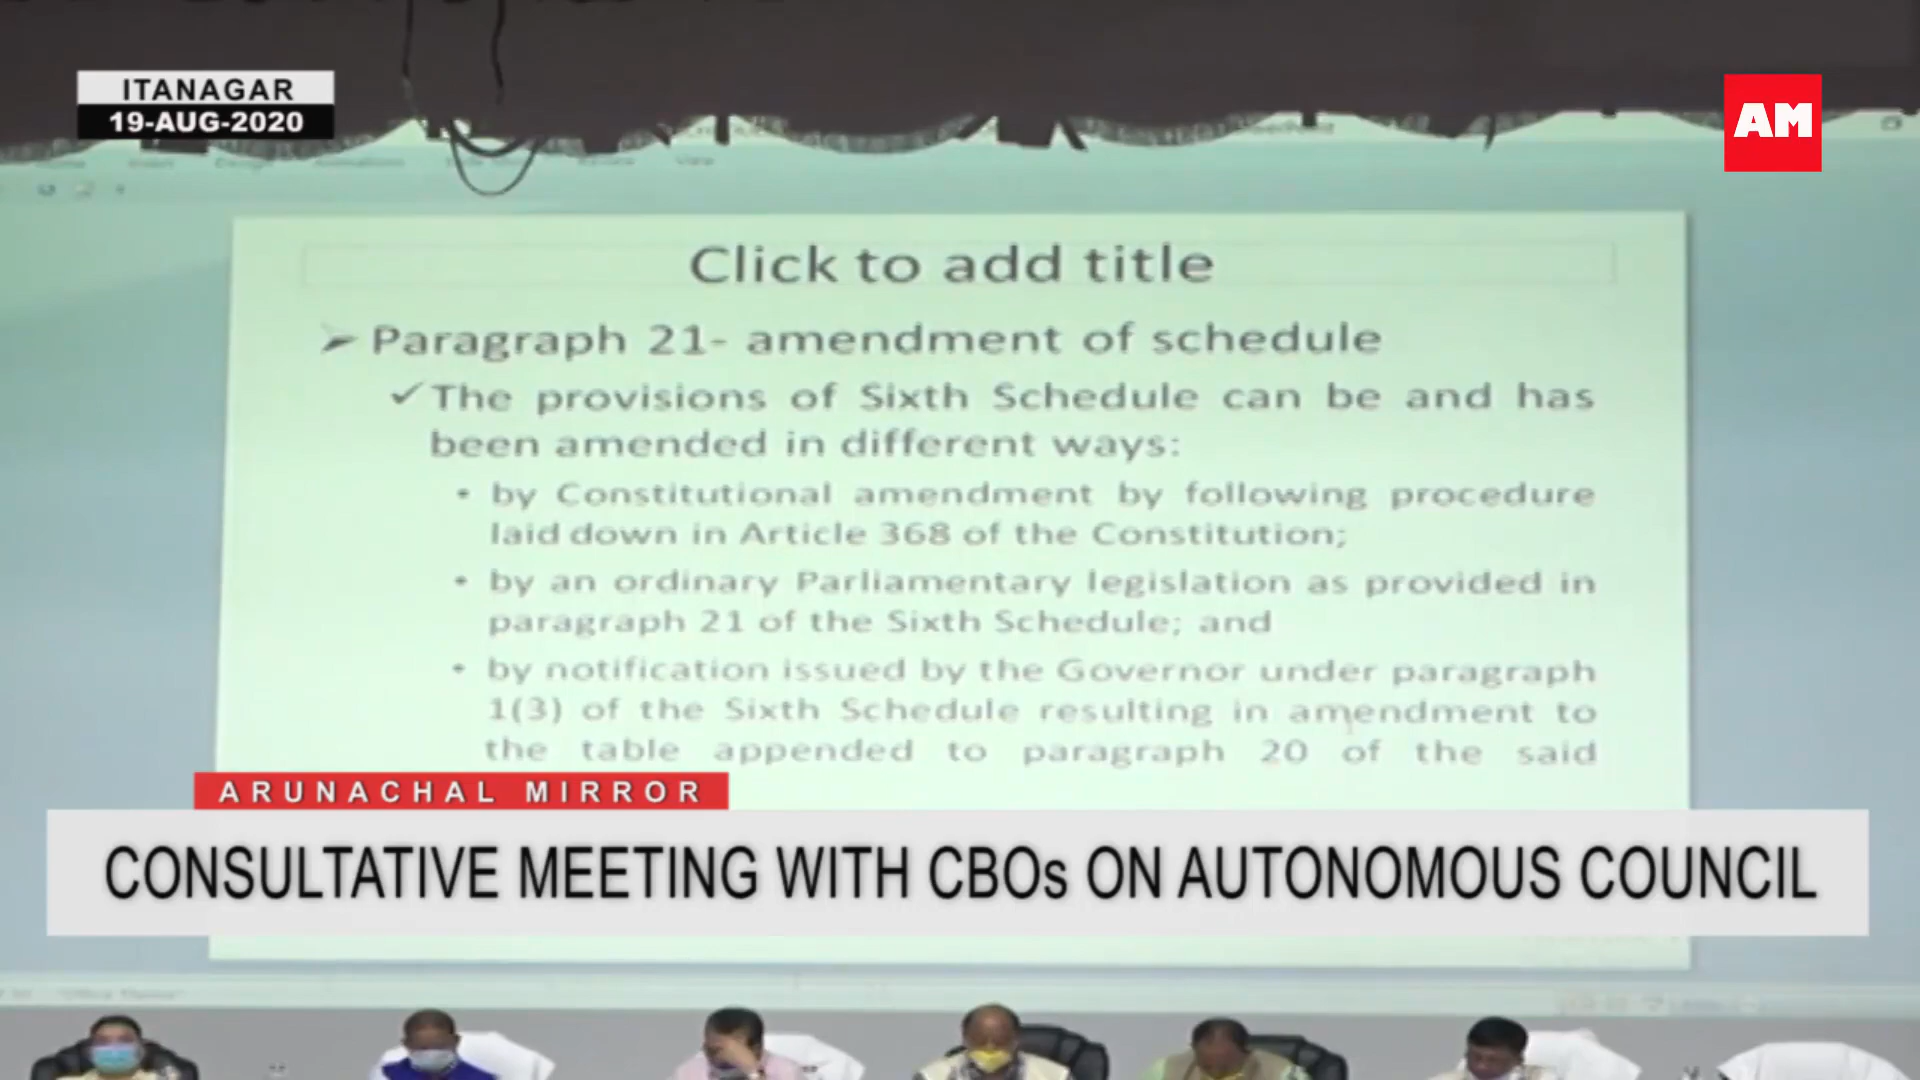 ITANAGAR
19-AUG-2020
AM
View
Click to add title
Paragraph 21- amendment of schedule
The provisions of Sixth Schedule can be and has
been amended in different ways:
• by Constitutional amendment by following procedure
laid down in Article 368 of the Constitution;
• by an ordinary Parliamentary legislation as provided in
paragraph 21 of the Sixth Schedule; and
• by notification issued by the Governor under paragraph
1(3) of the Sixth Schedule resulting in amendment to
the table appended to paragraph 20 of the said
ARUNACHAL MIRROR
CONSULTATIVE MEETING WITH CBOs ON AUTONOMOUS COUNCIL